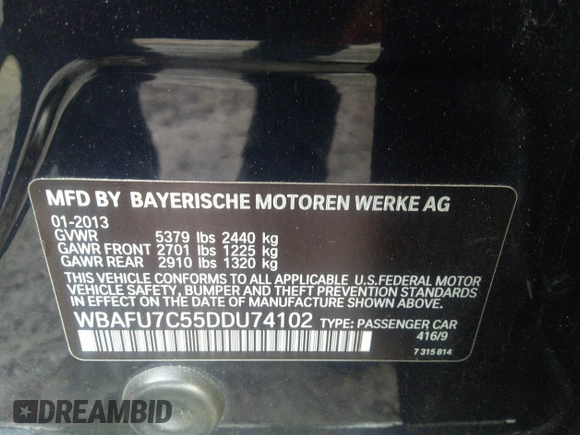 MFD BY BAYERISCHE MOTOREN WERKE AG
01-2013
GVWR 5379 lbs 2440 kg
GAWR FRONT 2701 lbs 1225 kg
GAWR REAR 2910 lbs 1320 kg
THIS VEHICLE CONFORMS TO ALL APPLICABLE U.S.FEDERAL MOTOR
VEHICLE SAFETY, BUMPER AND THEFT PREVENTION STANDARDS
IN EFFECT ON THE DATE OF MANUFACTURE SHOWN ABOVE.
WBAFU7C55DDU74102 TYPE: PASSENGER CAR
416/9
7 315 814
DREAMBID